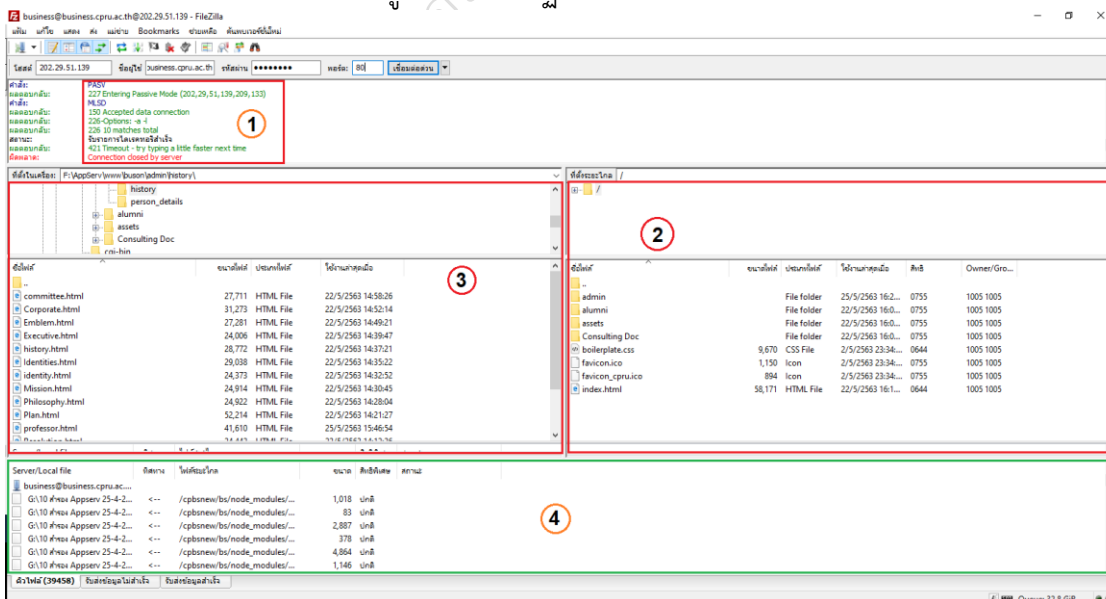 business@business.cpru.ac.th@202.29.51.139 - FileZilla
แฟ้ม แก้ไข แสดง ส่ง แม่ข่าย Bookmarks ช่วยเหลือ ค้นพบเวอร์ชั่นใหม่
โฮสต์ 202.29.51.139 ชื่อผู้ใช้ business.cpru.ac.th รหัสผ่าน •••••••• พอร์ต: 80 เชื่อมต่อด่วน
คำสั่ง: PASV
ผลตอบกลับ: 227 Entering Passive Mode (202,29,51,139,209,133)
คำสั่ง: MLSD
ผลตอบกลับ: 150 Accepted data connection
ผลตอบกลับ: 226-Options: -a -l
ผลตอบกลับ: 226 10 matches total
สถานะ: รับรายการไดเรคทอรีสำเร็จ
ผลตอบกลับ: 421 Timeout - try typing a little faster next time
ผิดพลาด: Connection closed by server
1
ที่ตั้งในเครื่อง: F:\AppServ\www\buson\admin\history\
history
person_details
alumni
assets
Consulting Doc
cgi-bin
ชื่อไฟล์ ขนาดไฟล์ ประเภทไฟล์ ใช้งานล่าสุดเมื่อ
3
..
committee.html 27,711 HTML File 22/5/2563 14:58:26
Corporate.html 31,273 HTML File 22/5/2563 14:52:14
Emblem.html 27,281 HTML File 22/5/2563 14:49:21
Executive.html 24,006 HTML File 22/5/2563 14:39:47
history.html 28,772 HTML File 22/5/2563 14:37:21
Identities.html 29,038 HTML File 22/5/2563 14:35:22
identity.html 24,373 HTML File 22/5/2563 14:32:52
Mission.html 24,914 HTML File 22/5/2563 14:30:45
Philosophy.html 24,922 HTML File 22/5/2563 14:28:04
Plan.html 52,214 HTML File 22/5/2563 14:21:27
professor.html 41,610 HTML File 25/5/2563 15:46:54
ที่ตั้งระยะไกล /
/
2
ชื่อไฟล์ ขนาดไฟล์ ประเภทไฟล์ ใช้งานล่าสุดเมื่อ สิทธิ Owner/Gro...
..
admin File folder 25/5/2563 16:2... 0755 1005 1005
alumni File folder 22/5/2563 16:0... 0755 1005 1005
assets File folder 22/5/2563 16:0... 0755 1005 1005
Consulting Doc File folder 22/5/2563 16:0... 0755 1005 1005
boilerplate.css 9,670 CSS File 2/5/2563 23:34:... 0644 1005 1005
favicon.ico 1,150 Icon 2/5/2563 23:34:... 0755 1005 1005
favicon_cpru.ico 894 Icon 2/5/2563 23:34:... 0755 1005 1005
index.html 58,171 HTML File 22/5/2563 16:1... 0644 1005 1005
Server/Local file ทิศทาง ไฟล์ระยะไกล ขนาด สิทธิพิเศษ สถานะ
business@business.cpru.ac....
G:\10 สำรอง Appserv 25-4-2... <-- /cpbsnew/bs/node_modules/... 1,018 ปกติ
G:\10 สำรอง Appserv 25-4-2... <-- /cpbsnew/bs/node_modules/... 83 ปกติ
G:\10 สำรอง Appserv 25-4-2... <-- /cpbsnew/bs/node_modules/... 2,887 ปกติ
G:\10 สำรอง Appserv 25-4-2... <-- /cpbsnew/bs/node_modules/... 378 ปกติ
G:\10 สำรอง Appserv 25-4-2... <-- /cpbsnew/bs/node_modules/... 4,864 ปกติ
G:\10 สำรอง Appserv 25-4-2... <-- /cpbsnew/bs/node_modules/... 1,146 ปกติ
4
คิวไฟล์ (39458) รับส่งข้อมูลไม่สำเร็จ รับส่งข้อมูลสำเร็จ